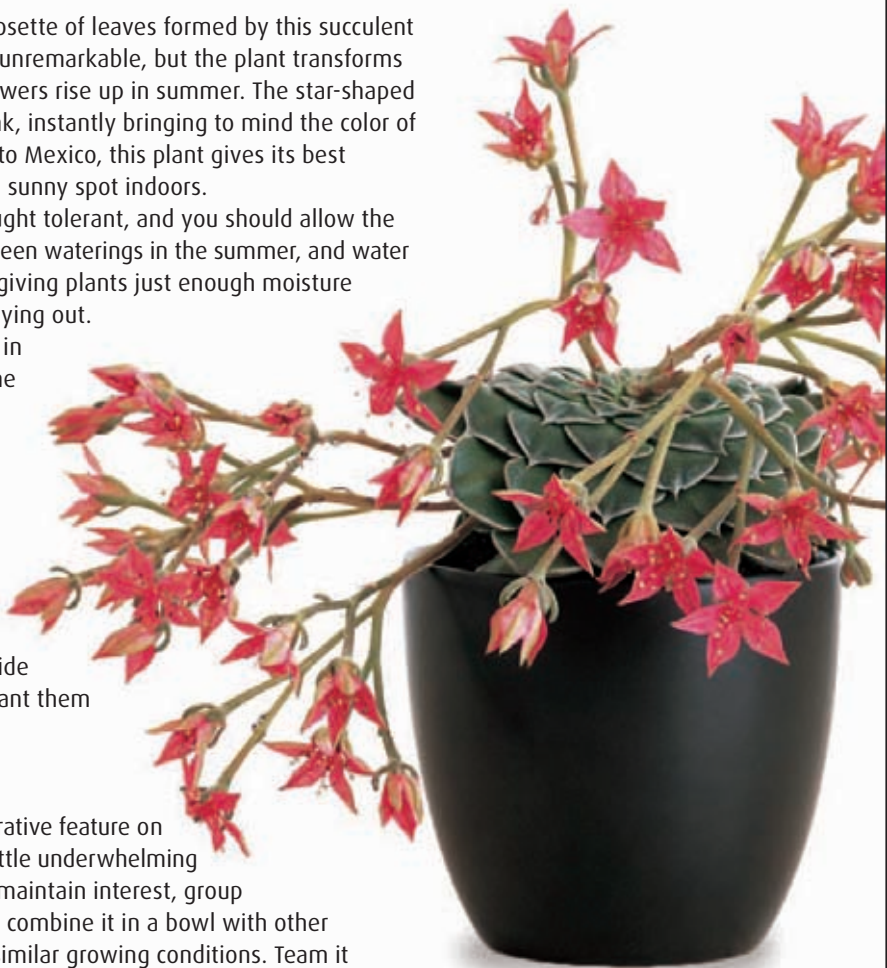 osette of leaves formed by this succulent
unremarkable, but the plant transforms
wers rise up in summer. The star-shaped
nk, instantly bringing to mind the color of
to Mexico, this plant gives its best
sunny spot indoors.
ught tolerant, and you should allow the
een waterings in the summer, and water
giving plants just enough moisture
ying out.
in
ide
ant them
rative feature on
ttle underwhelming
maintain interest, group
combine it in a bowl with other
similar growing conditions. Team it